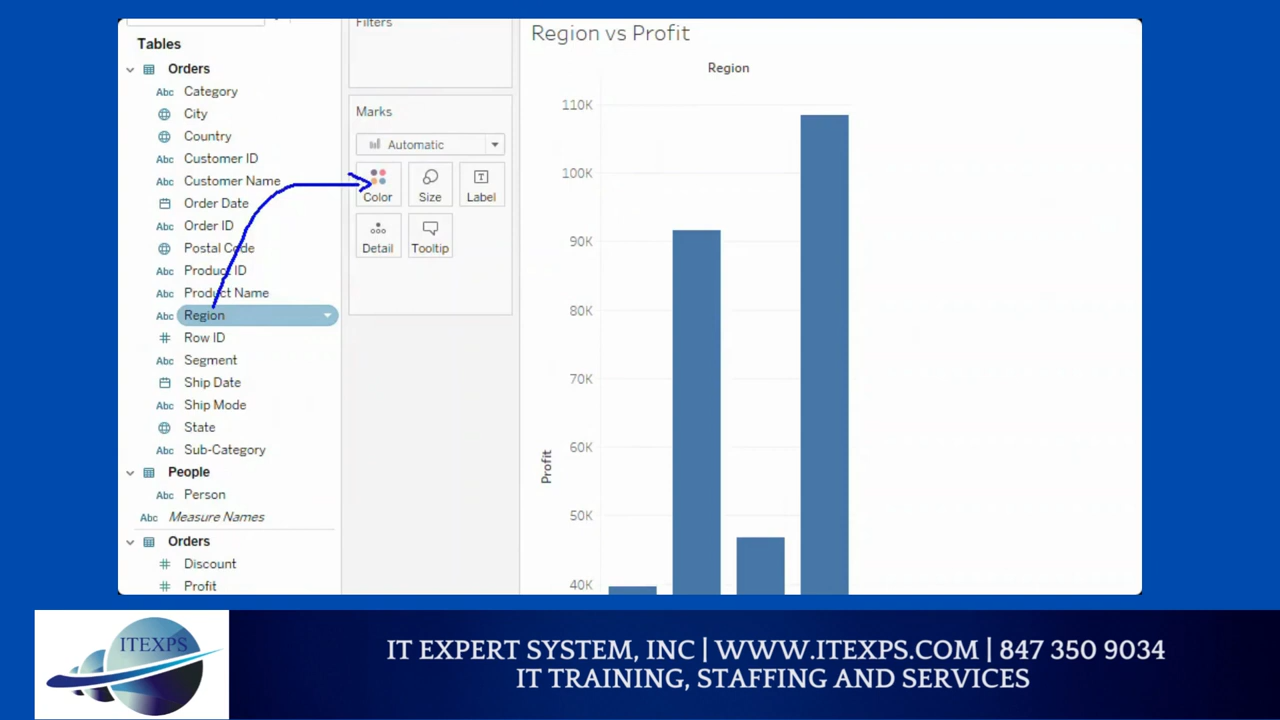 Tables
Orders
Abc Category
City
Country
Abc Customer ID
Abc Customer Name
Order Date
Abc Order ID
Postal Code
Abc Product ID
Abc Product Name
Abc Region
# Row ID
Abc Segment
Ship Date
Abc Ship Mode
State
Abc Sub-Category
People
Abc Person
Abc Measure Names
Orders
# Discount
# Profit
Filters
Marks
Automatic
Color Size Label
Detail Tooltip
Region vs Profit
Region
110K
100K
90K
80K
70K
60K
50K
40K
Profit
ITEXPS
IT EXPERT SYSTEM, INC | WWW.ITEXPS.COM | 847 350 9034
IT TRAINING, STAFFING AND SERVICES